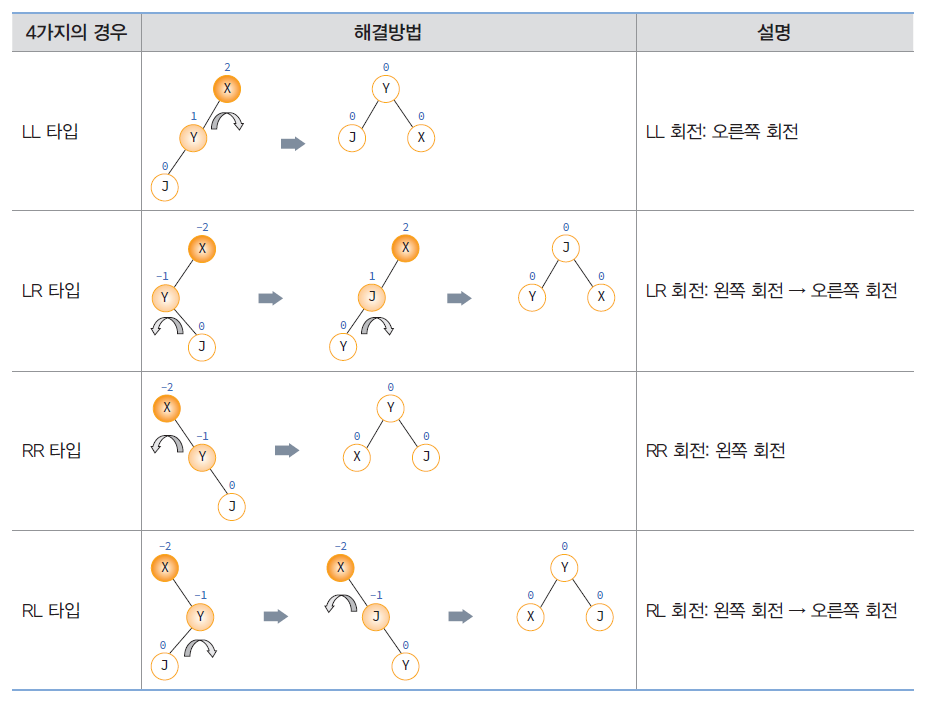 4가지의 경우 해결방법 설명
LL 타입
2
X
1
Y
0
J
0
Y
0 0
J X
LL 회전: 오른쪽 회전
LR 타입
-2
X
-1
Y
0
J
2
X
1
J
0
Y
0
J
0 0
Y X
LR 회전: 왼쪽 회전 → 오른쪽 회전
RR 타입
-2
X
-1
Y
0
J
0
Y
0 0
X J
RR 회전: 왼쪽 회전
RL 타입
-2
X
-1
Y
0
J
-2
X
-1
J
0
Y
0
Y
0 0
X J
RL 회전: 왼쪽 회전 → 오른쪽 회전